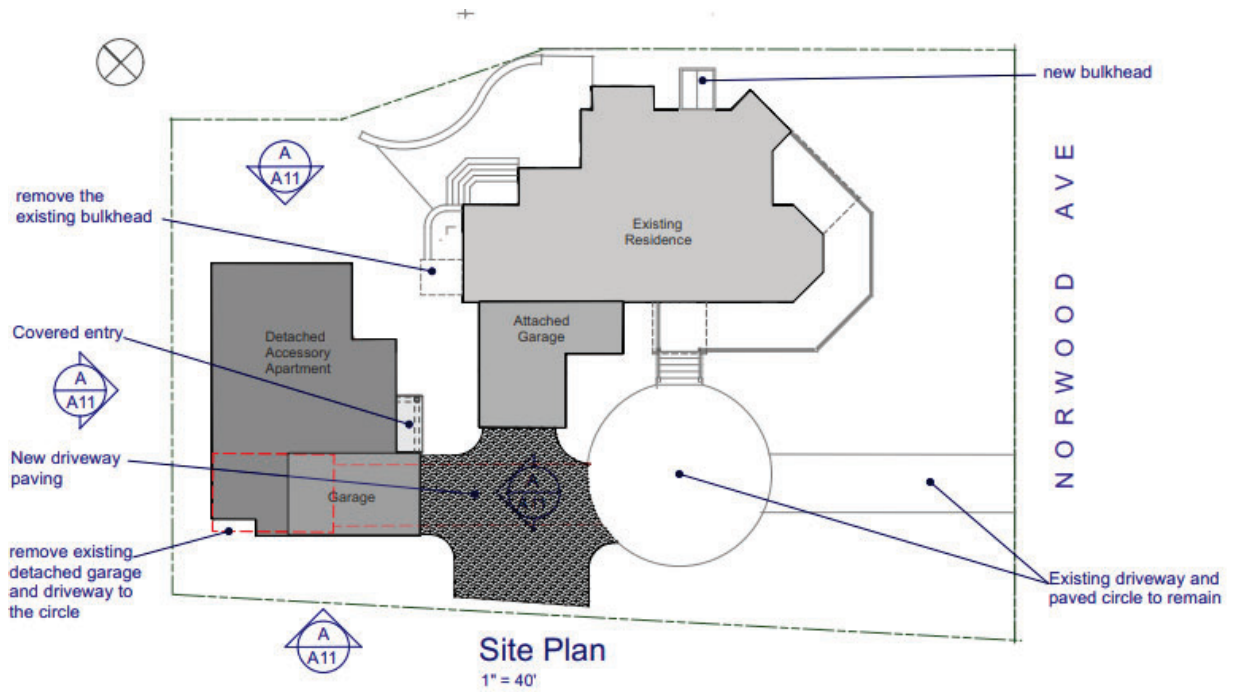 new bulkhead
NORWOOD AVE
A
A11
remove the
existing bulkhead
Existing
Residence
Attached
Garage
Detached
Accessory
Apartment
Covered entry
A
A11
New driveway
paving
Garage
A
A11
remove existing
detached garage
and driveway to
the circle
Existing driveway and
paved circle to remain
A
A11
Site Plan
1" = 40'